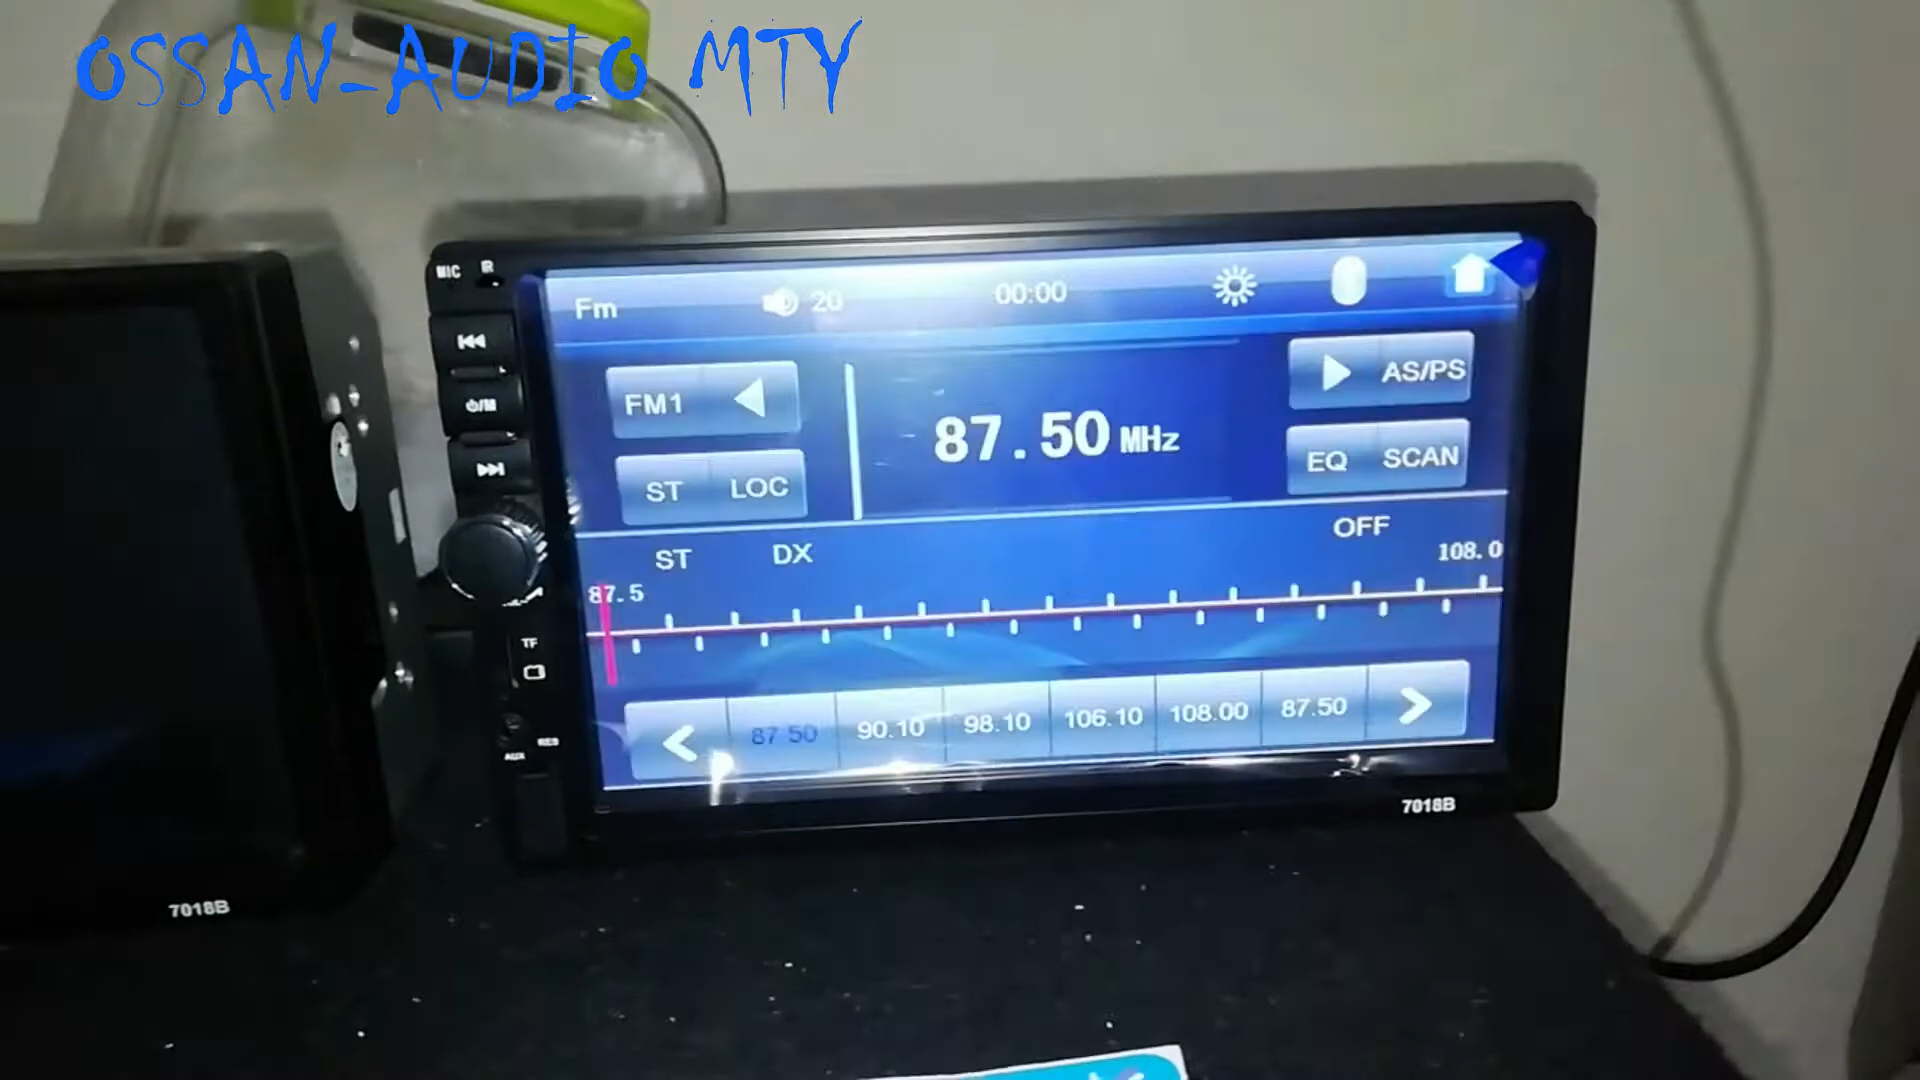 OSSAN-AUDIO MTY
MIC IR
Fm 20 00:00
FM1 AS/PS
87.50 MHz
ST LOC EQ SCAN
ST DX OFF
87.5 108.0
TF
87.50 90.10 98.10 106.10 108.00 87.50
AUX RES
7018B
7018B